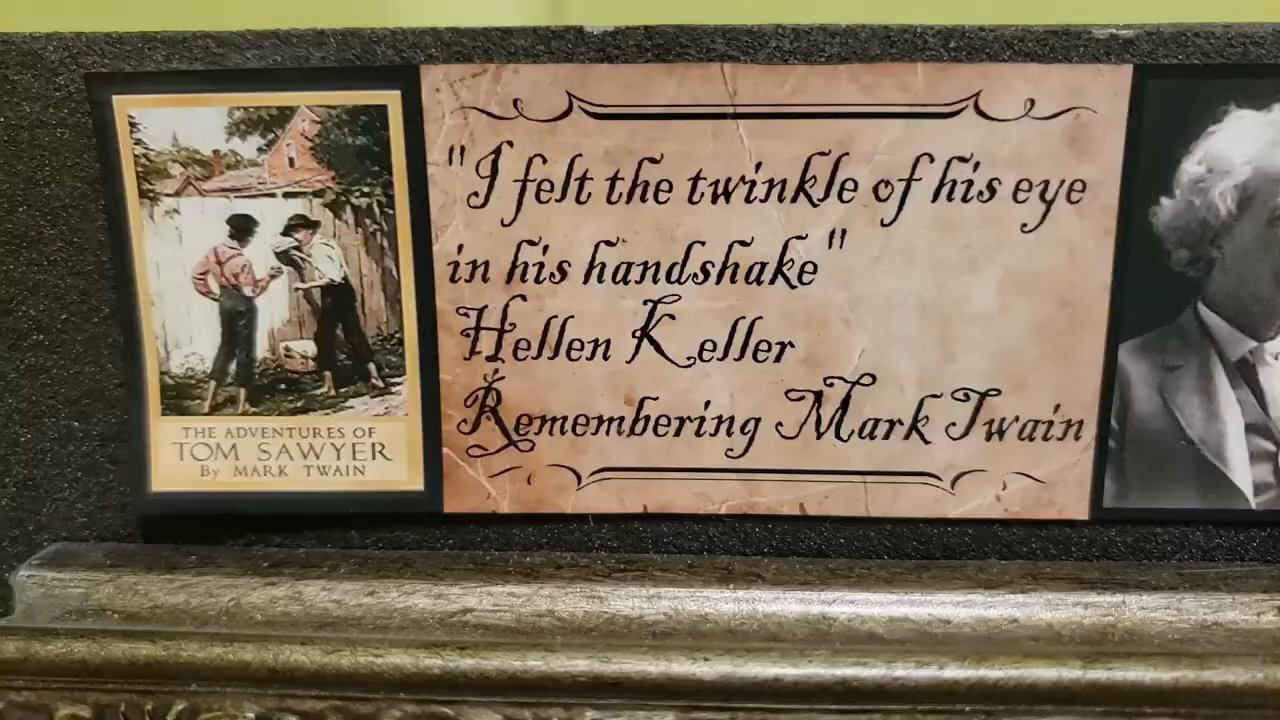 THE ADVENTURES OF
TOM SAWYER
By MARK TWAIN
"I felt the twinkle of his eye
in his handshake"
Hellen Keller
Remembering Mark Twain